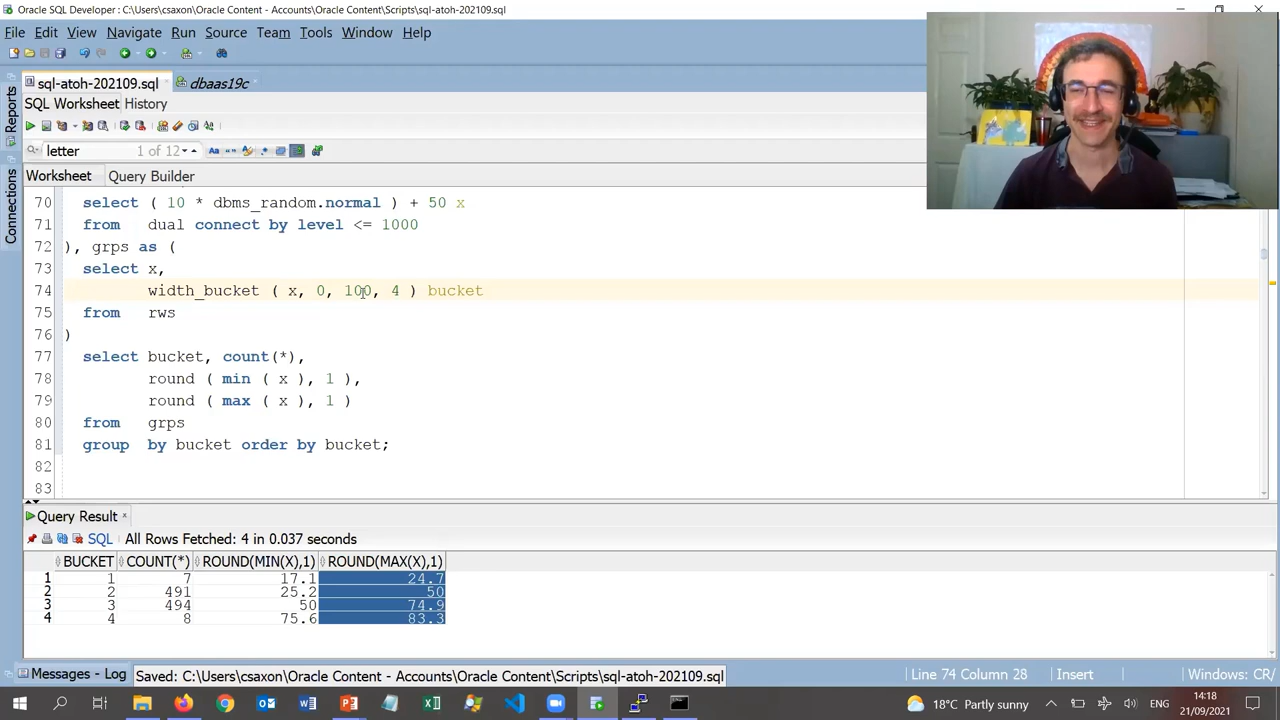 Oracle SQL Developer : C:\Users\csaxon\Oracle Content - Accounts\Oracle Content\Scripts\sql-atoh-202109.sql
File Edit View Navigate Run Source Team Tools Window Help
sql-atoh-202109.sql dbaas19c
SQL Worksheet History
letter 1 of 12
Worksheet Query Builder
Reports
Connections
70 select ( 10 * dbms_random.normal ) + 50 x
71 from dual connect by level <= 1000
72 ), grps as (
73 select x,
74 width_bucket ( x, 0, 100, 4 ) bucket
75 from rws
76 )
77 select bucket, count(*),
78 round ( min ( x ), 1 ),
79 round ( max ( x ), 1 )
80 from grps
81 group by bucket order by bucket;
82
83
Query Result
SQL All Rows Fetched: 4 in 0.037 seconds
BUCKET COUNT(*) ROUND(MIN(X),1) ROUND(MAX(X),1)
1 1 7 17.1 24.7
2 2 491 25.2 50
3 3 494 50 74.9
4 4 8 75.6 83.3
Messages - Log Saved: C:\Users\csaxon\Oracle Content - Accounts\Oracle Content\Scripts\sql-atoh-202109.sql Line 74 Column 28 Insert Windows: CR/
18°C Partly sunny ENG 14:18
21/09/2021